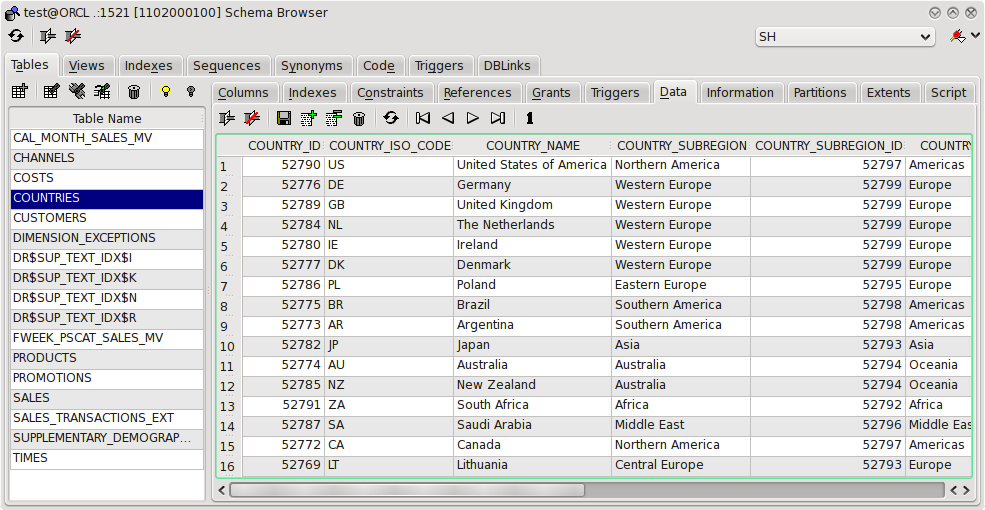 test@ORCL .:1521 [1102000100] Schema Browser
SH
Tables Views Indexes Sequences Synonyms Code Triggers DBLinks
Columns Indexes Constraints References Grants Triggers Data Information Partitions Extents Script
1
Table Name
CAL_MONTH_SALES_MV
CHANNELS
COSTS
COUNTRIES
CUSTOMERS
DIMENSION_EXCEPTIONS
DR$SUP_TEXT_IDX$I
DR$SUP_TEXT_IDX$K
DR$SUP_TEXT_IDX$N
DR$SUP_TEXT_IDX$R
FWEEK_PSCAT_SALES_MV
PRODUCTS
PROMOTIONS
SALES
SALES_TRANSACTIONS_EXT
SUPPLEMENTARY_DEMOGRAP...
TIMES
COUNTRY_ID COUNTRY_ISO_CODE COUNTRY_NAME COUNTRY_SUBREGION COUNTRY_SUBREGION_ID COUNTRY
1 52790 US United States of America Northern America 52797 Americas
2 52776 DE Germany Western Europe 52799 Europe
3 52789 GB United Kingdom Western Europe 52799 Europe
4 52784 NL The Netherlands Western Europe 52799 Europe
5 52780 IE Ireland Western Europe 52799 Europe
6 52777 DK Denmark Western Europe 52799 Europe
7 52786 PL Poland Eastern Europe 52795 Europe
8 52775 BR Brazil Southern America 52798 Americas
9 52773 AR Argentina Southern America 52798 Americas
10 52782 JP Japan Asia 52793 Asia
11 52774 AU Australia Australia 52794 Oceania
12 52785 NZ New Zealand Australia 52794 Oceania
13 52791 ZA South Africa Africa 52792 Africa
14 52787 SA Saudi Arabia Middle East 52796 Middle Eas
15 52772 CA Canada Northern America 52797 Americas
16 52769 LT Lithuania Central Europe 52793 Europe